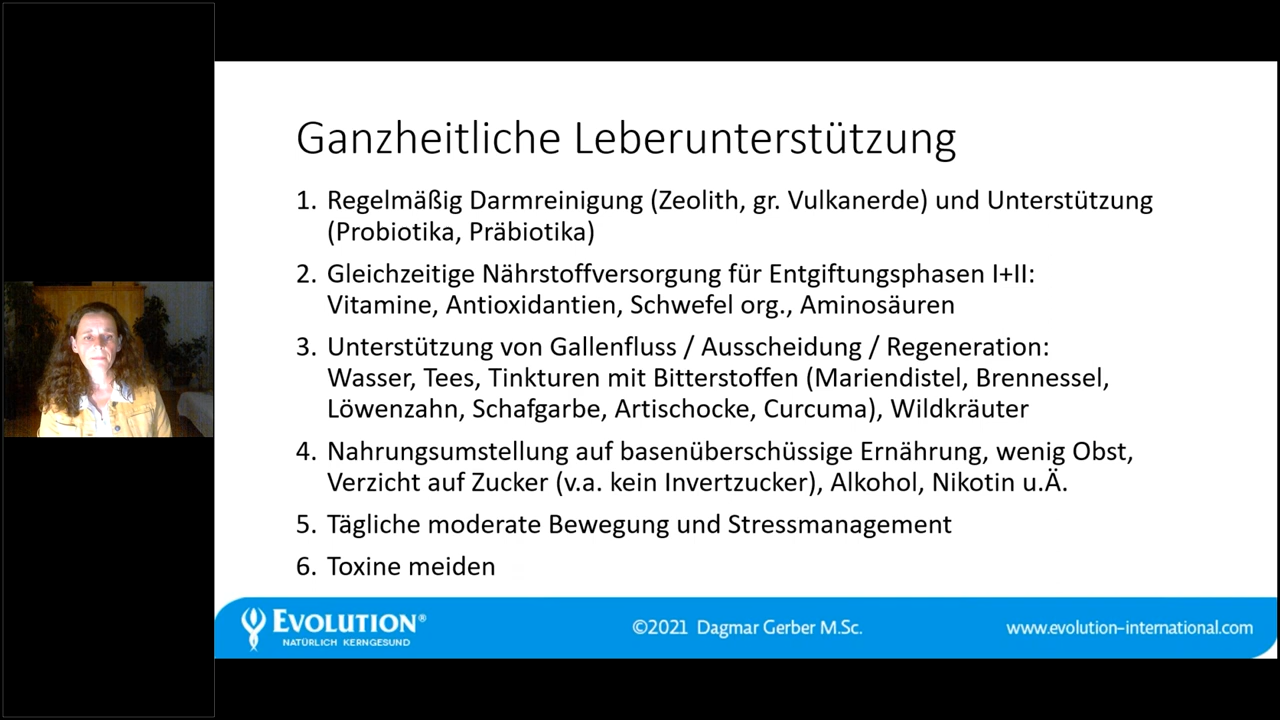 Ganzheitliche Leberunterstützung
1. Regelmäßig Darmreinigung (Zeolith, gr. Vulkanerde) und Unterstützung
(Probiotika, Präbiotika)
2. Gleichzeitige Nährstoffversorgung für Entgiftungsphasen I+II:
Vitamine, Antioxidantien, Schwefel org., Aminosäuren
3. Unterstützung von Gallenfluss / Ausscheidung / Regeneration:
Wasser, Tees, Tinkturen mit Bitterstoffen (Mariendistel, Brennessel,
Löwenzahn, Schafgarbe, Artischocke, Curcuma), Wildkräuter
4. Nahrungsumstellung auf basenüberschüssige Ernährung, wenig Obst,
Verzicht auf Zucker (v.a. kein Invertzucker), Alkohol, Nikotin u.Ä.
5. Tägliche moderate Bewegung und Stressmanagement
6. Toxine meiden
EVOLUTION®
NATÜRLICH KERNGESUND
©2021 Dagmar Gerber M.Sc.
www.evolution-international.com